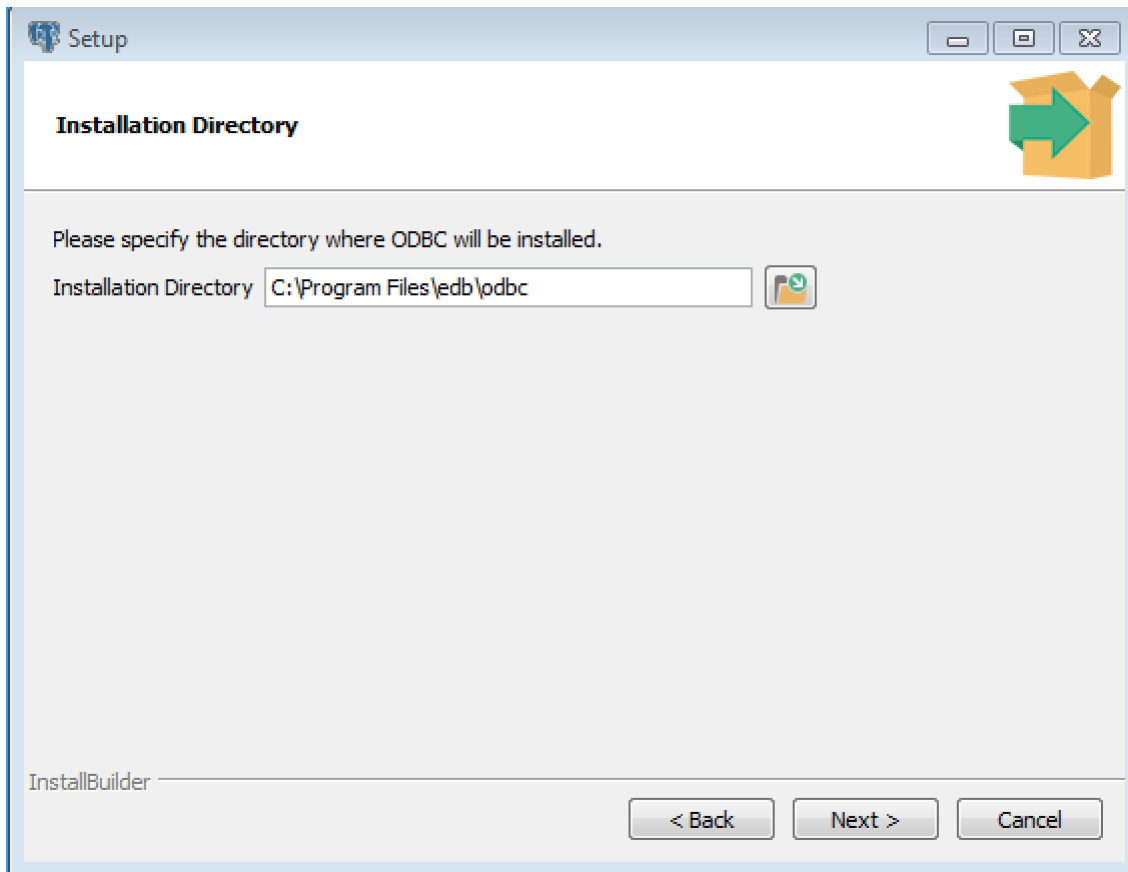 Setup
Installation Directory
Please specify the directory where ODBC will be installed.
Installation Directory C:\Program Files\edb\odbc
InstallBuilder
< Back Next > Cancel